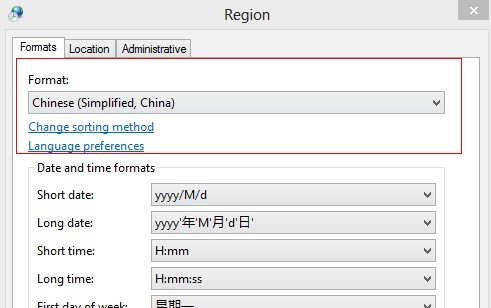 Region
Formats Location Administrative
Format:
Chinese (Simplified, China)
Change sorting method
Language preferences
Date and time formats
Short date: yyyy/M/d
Long date: yyyy'年'M'月'd'日'
Short time: H:mm
Long time: H:mm:ss
First day of week: 星期一